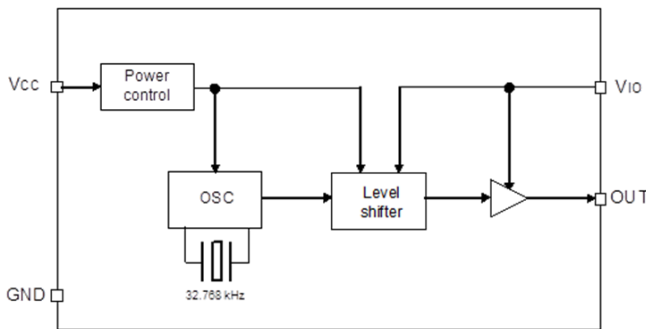 Power
control
VCC
VIO
OSC
Level
shifter
OUT
GND
32.768 kHz